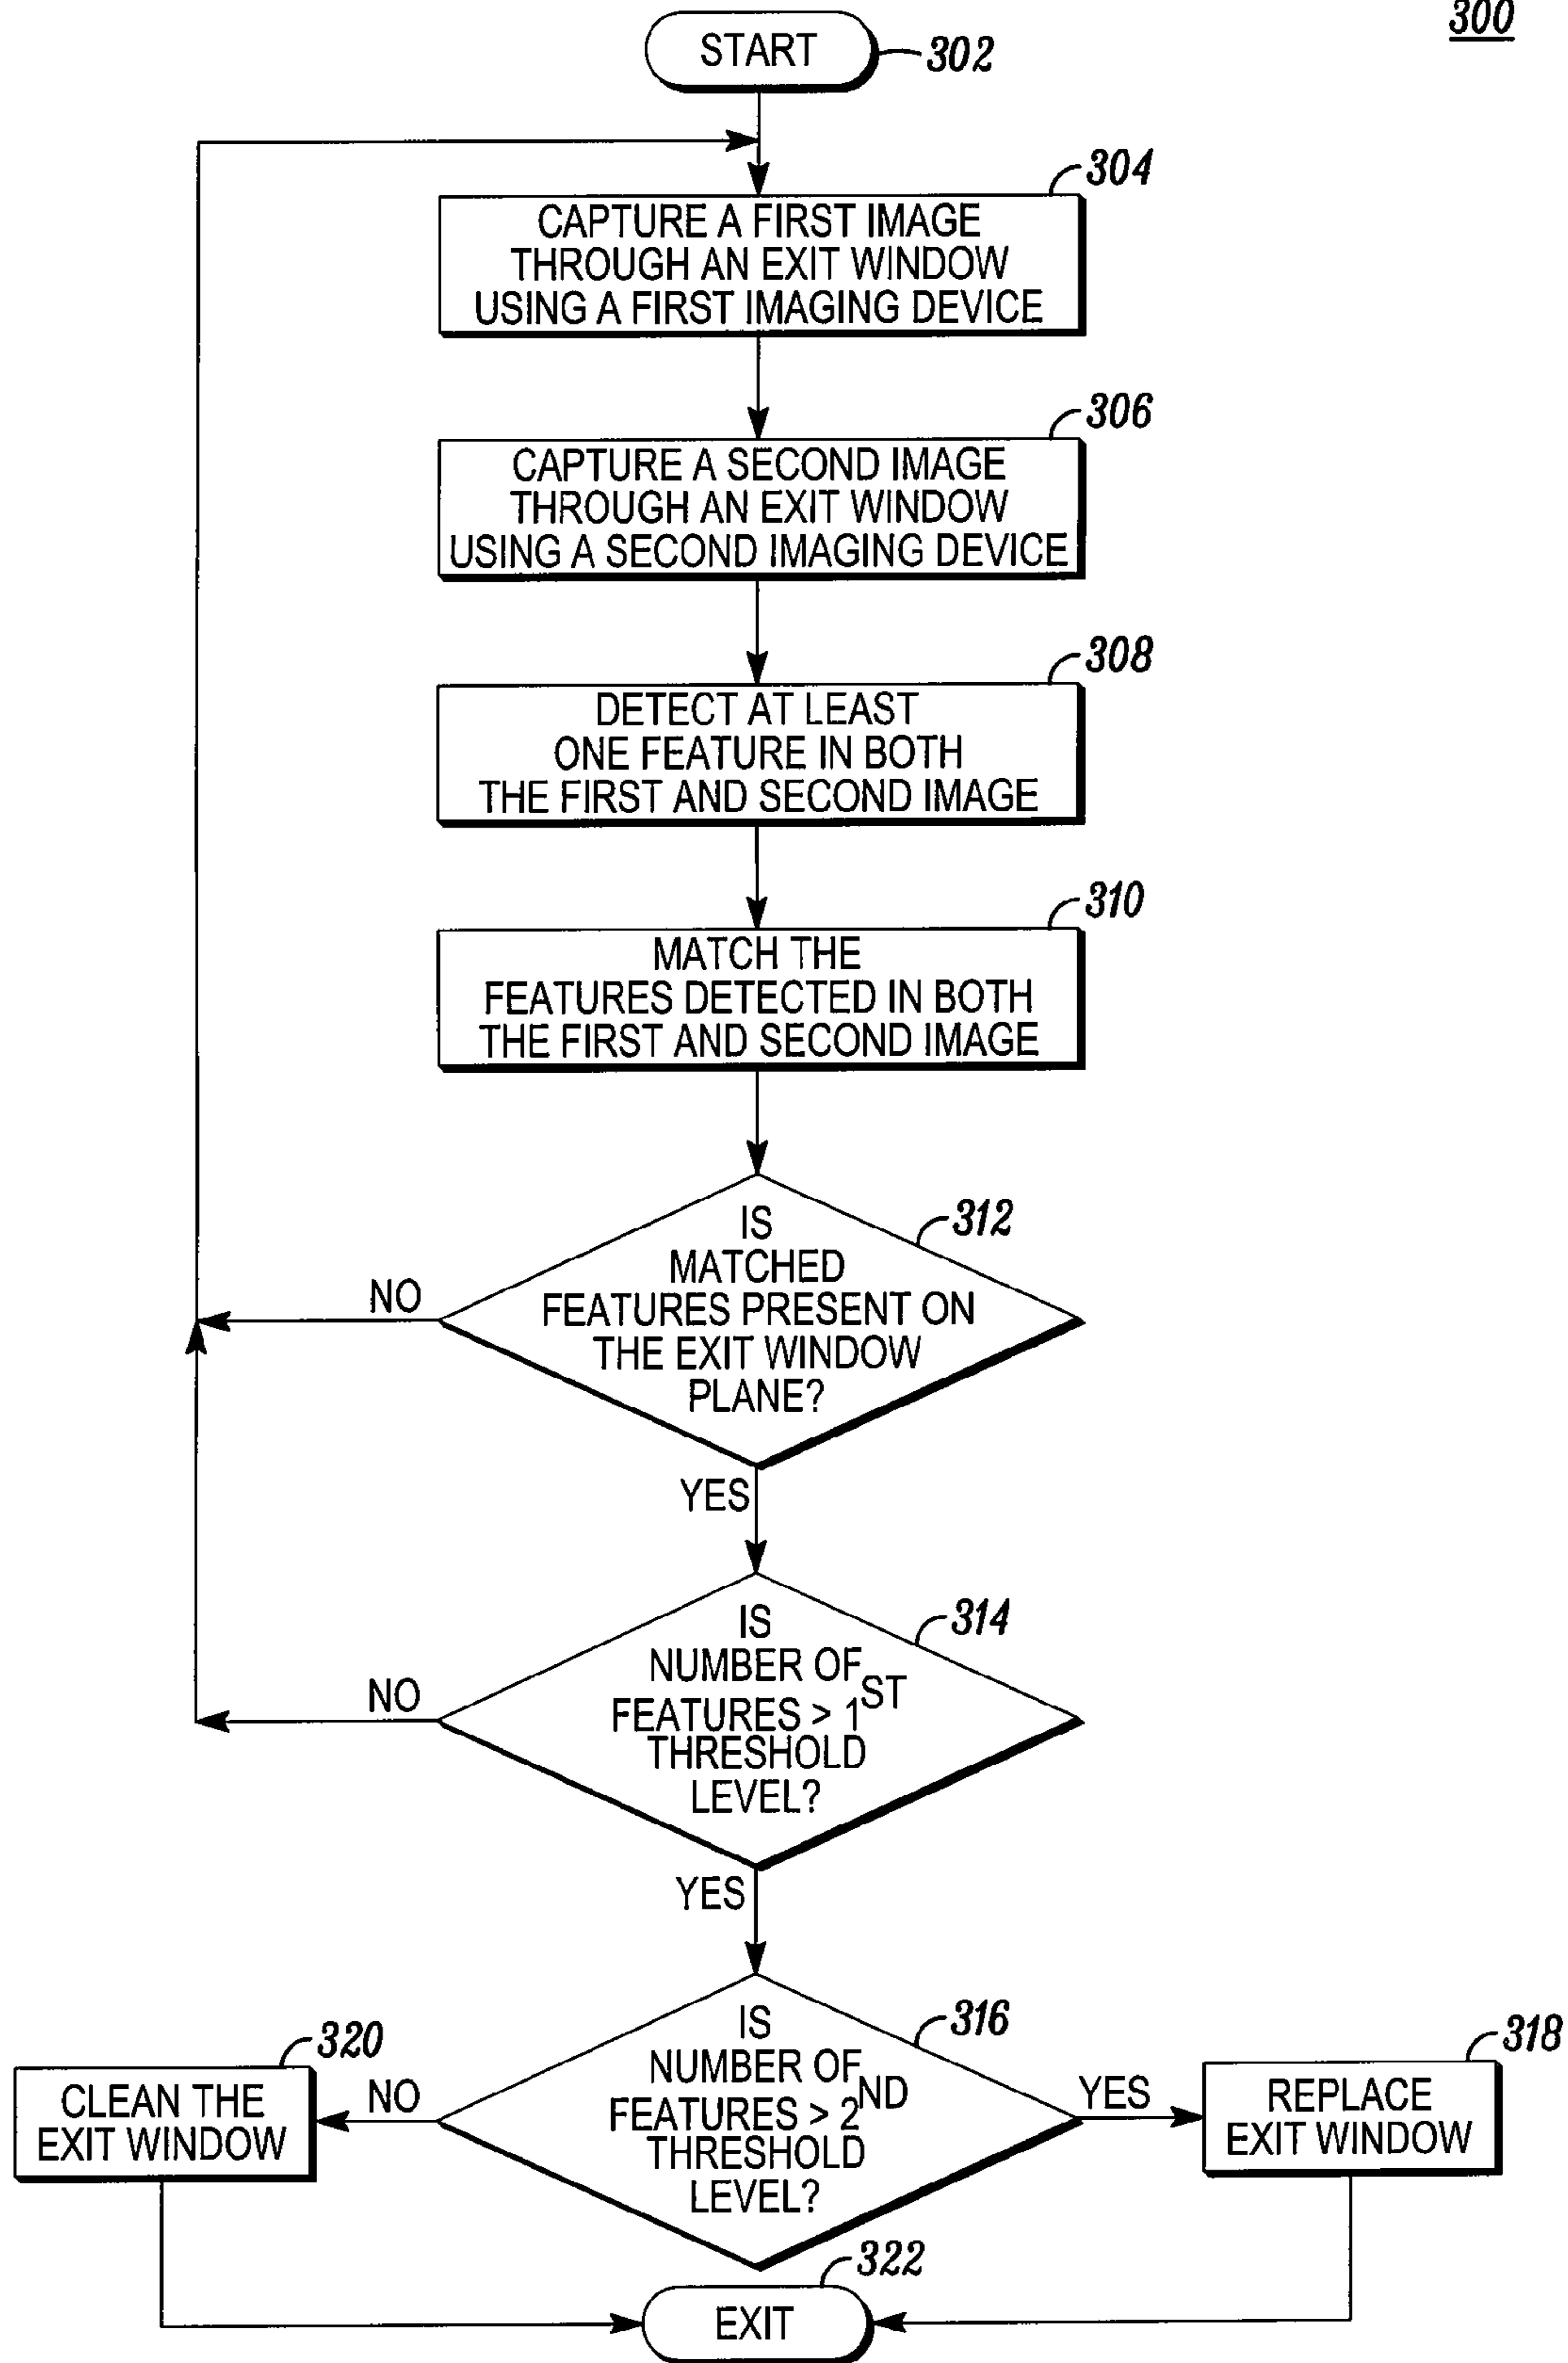 300
START
302
304
CAPTURE A FIRST IMAGE
THROUGH AN EXIT WINDOW
USING A FIRST IMAGING DEVICE
306
CAPTURE A SECOND IMAGE
THROUGH AN EXIT WINDOW
USING A SECOND IMAGING DEVICE
308
DETECT AT LEAST
ONE FEATURE IN BOTH
THE FIRST AND SECOND IMAGE
310
MATCH THE
FEATURES DETECTED IN BOTH
THE FIRST AND SECOND IMAGE
312
IS
MATCHED
FEATURES PRESENT ON
THE EXIT WINDOW
PLANE?
NO
YES
314
IS
NUMBER OF
FEATURES > 1ST
THRESHOLD
LEVEL?
NO
YES
316
IS
NUMBER OF
FEATURES > 2ND
THRESHOLD
LEVEL?
NO
YES
320
CLEAN THE
EXIT WINDOW
318
REPLACE
EXIT WINDOW
322
EXIT